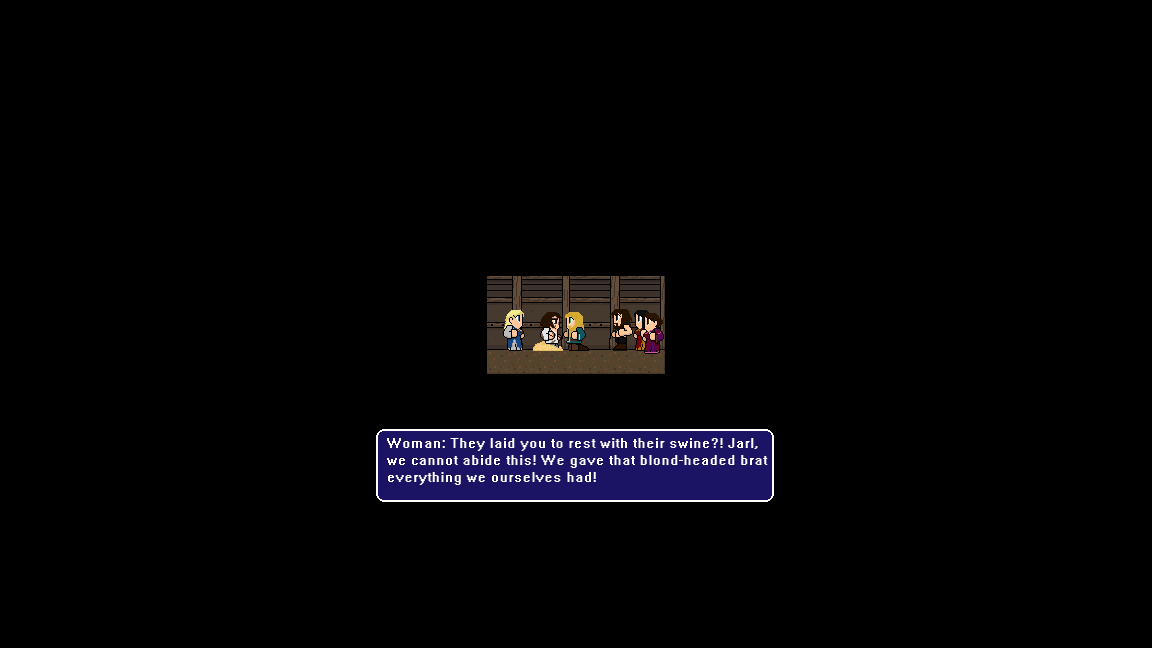 Woman: They laid you to rest with their swine?! Jarl,
we cannot abide this! We gave that blond-headed brat
everything we ourselves had!